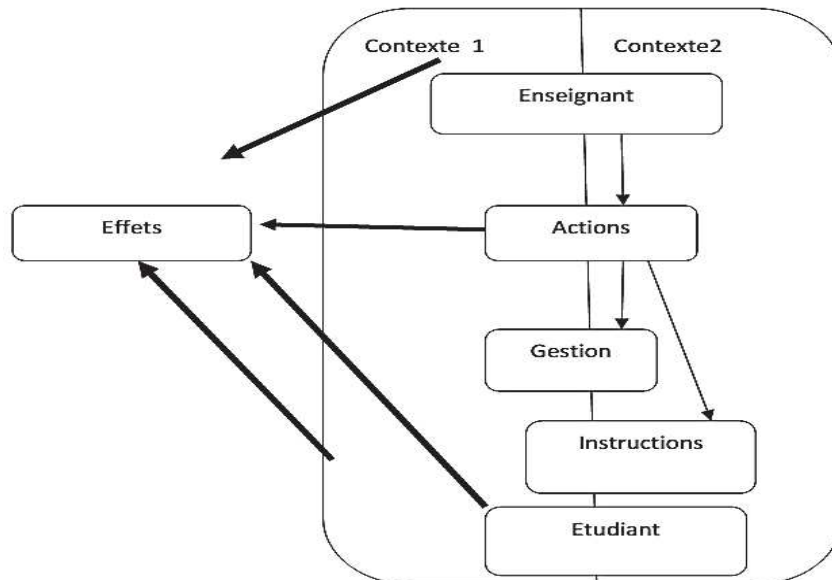 Contexte 1
Contexte2
Enseignant
Effets
Actions
Gestion
Instructions
Etudiant